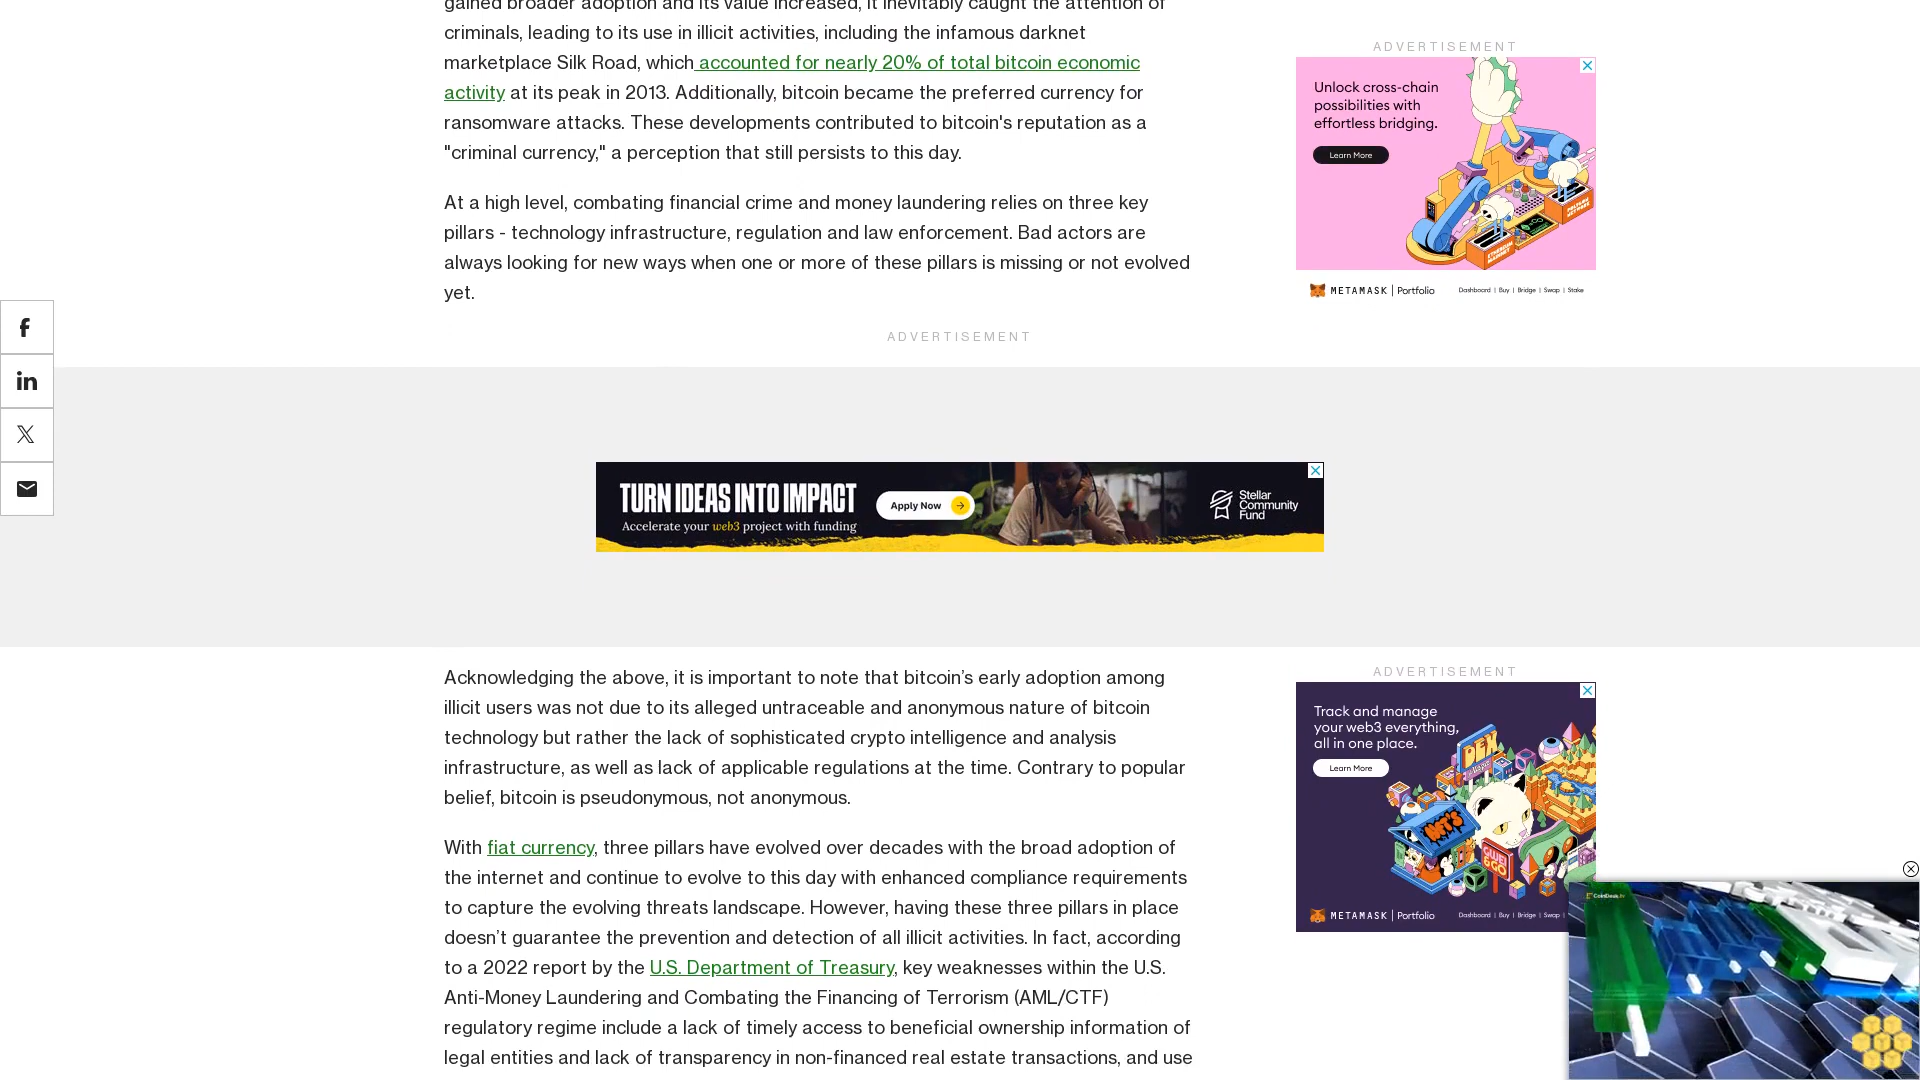 gained broader adoption and its value increased, it inevitably caught the attention of
criminals, leading to its use in illicit activities, including the infamous darknet
marketplace Silk Road, which accounted for nearly 20% of total bitcoin economic
activity at its peak in 2013. Additionally, bitcoin became the preferred currency for
ransomware attacks. These developments contributed to bitcoin's reputation as a
"criminal currency," a perception that still persists to this day.
At a high level, combating financial crime and money laundering relies on three key
pillars - technology infrastructure, regulation and law enforcement. Bad actors are
always looking for new ways when one or more of these pillars is missing or not evolved
yet.
ADVERTISEMENT
Unlock cross-chain
possibilities with
effortless bridging.
Learn More
METAMASK | Portfolio
Dashboard | Buy | Bridge | Swap | Stake
ADVERTISEMENT
TURN IDEAS INTO IMPACT
Accelerate your web3 project with funding
Apply Now
Stellar
Community
Fund
Acknowledging the above, it is important to note that bitcoin’s early adoption among
illicit users was not due to its alleged untraceable and anonymous nature of bitcoin
technology but rather the lack of sophisticated crypto intelligence and analysis
infrastructure, as well as lack of applicable regulations at the time. Contrary to popular
belief, bitcoin is pseudonymous, not anonymous.
With fiat currency, three pillars have evolved over decades with the broad adoption of
the internet and continue to evolve to this day with enhanced compliance requirements
to capture the evolving threats landscape. However, having these three pillars in place
doesn’t guarantee the prevention and detection of all illicit activities. In fact, according
to a 2022 report by the U.S. Department of Treasury, key weaknesses within the U.S.
Anti-Money Laundering and Combating the Financing of Terrorism (AML/CTF)
regulatory regime include a lack of timely access to beneficial ownership information of
legal entities and lack of transparency in non-financed real estate transactions, and use
ADVERTISEMENT
Track and manage
your web3 everything,
all in one place.
Learn More
DEX
METAMASK | Portfolio
Dashboard | Buy | Bridge | Swap |
CoinDesk